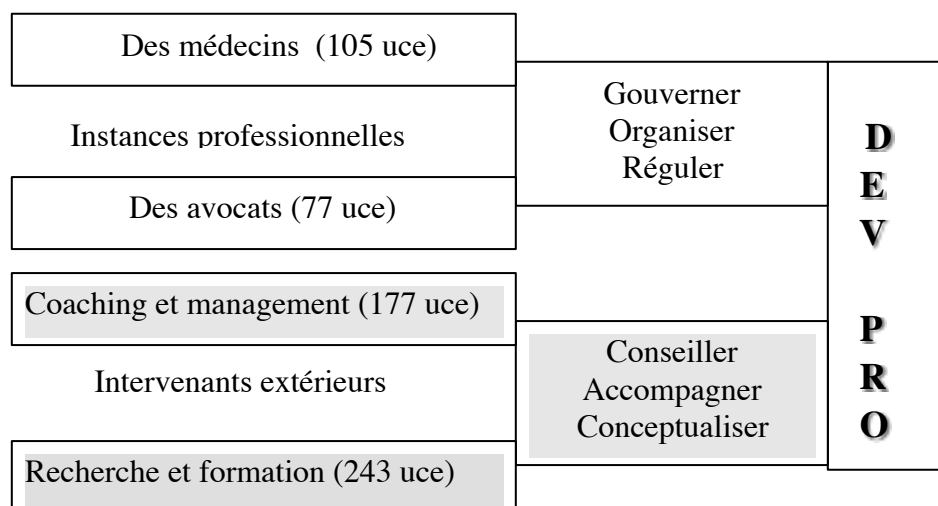 Des médecins (105 uce)
Instances professionnelles
Des avocats (77 uce)
Coaching et management (177 uce)
Intervenants extérieurs
Recherche et formation (243 uce)
Gouverner
Organiser
Réguler
Conseiller
Accompagner
Conceptualiser
D
E
V
P
R
O